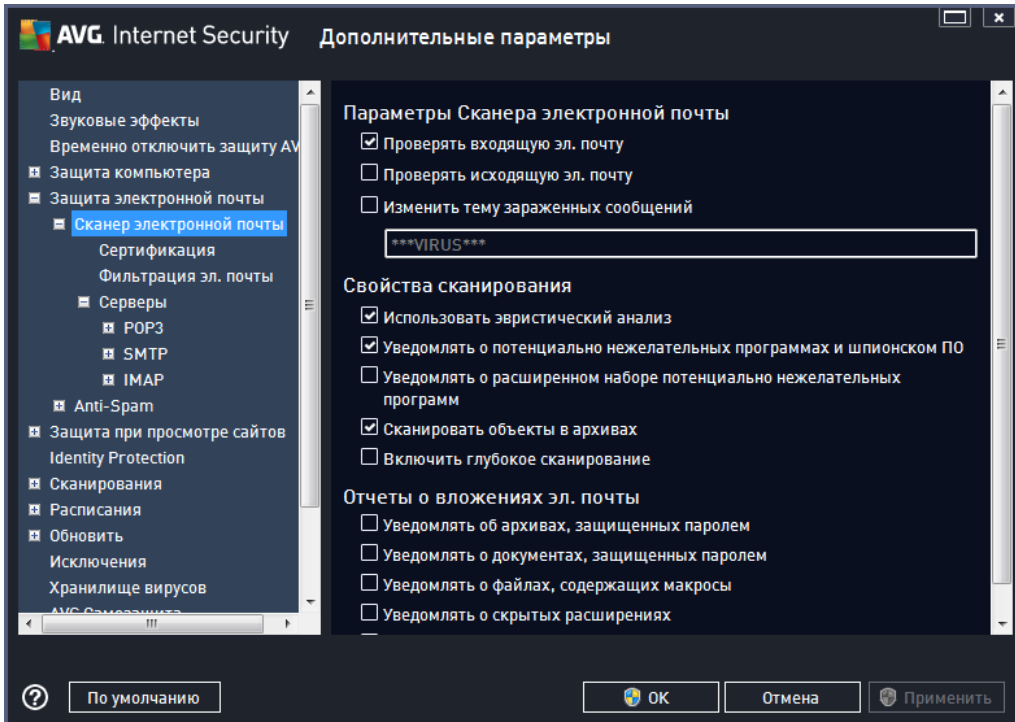 AVG. Internet Security Дополнительные параметры
Вид
Звуковые эффекты
Временно отключить защиту AV
Защита компьютера
Защита электронной почты
Сканер электронной почты
Сертификация
Фильтрация эл. почты
Серверы
POP3
SMTP
IMAP
Anti-Spam
Защита при просмотре сайтов
Identity Protection
Сканирования
Расписания
Обновить
Исключения
Хранилище вирусов
AVG Самозащита
Параметры Сканера электронной почты
Проверять входящую эл. почту
Проверять исходящую эл. почту
Изменить тему зараженных сообщений
***VIRUS***
Свойства сканирования
Использовать эвристический анализ
Уведомлять о потенциально нежелательных программах и шпионском ПО
Уведомлять о расширенном наборе потенциально нежелательных
программ
Сканировать объекты в архивах
Включить глубокое сканирование
Отчеты о вложениях эл. почты
Уведомлять об архивах, защищенных паролем
Уведомлять о документах, защищенных паролем
Уведомлять о файлах, содержащих макросы
Уведомлять о скрытых расширениях
По умолчанию
OK
Отмена
Применить